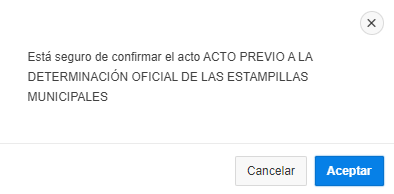 Está seguro de confirmar el acto ACTO PREVIO A LA
DETERMINACIÓN OFICIAL DE LAS ESTAMPILLAS
MUNICIPALES
Cancelar
Aceptar